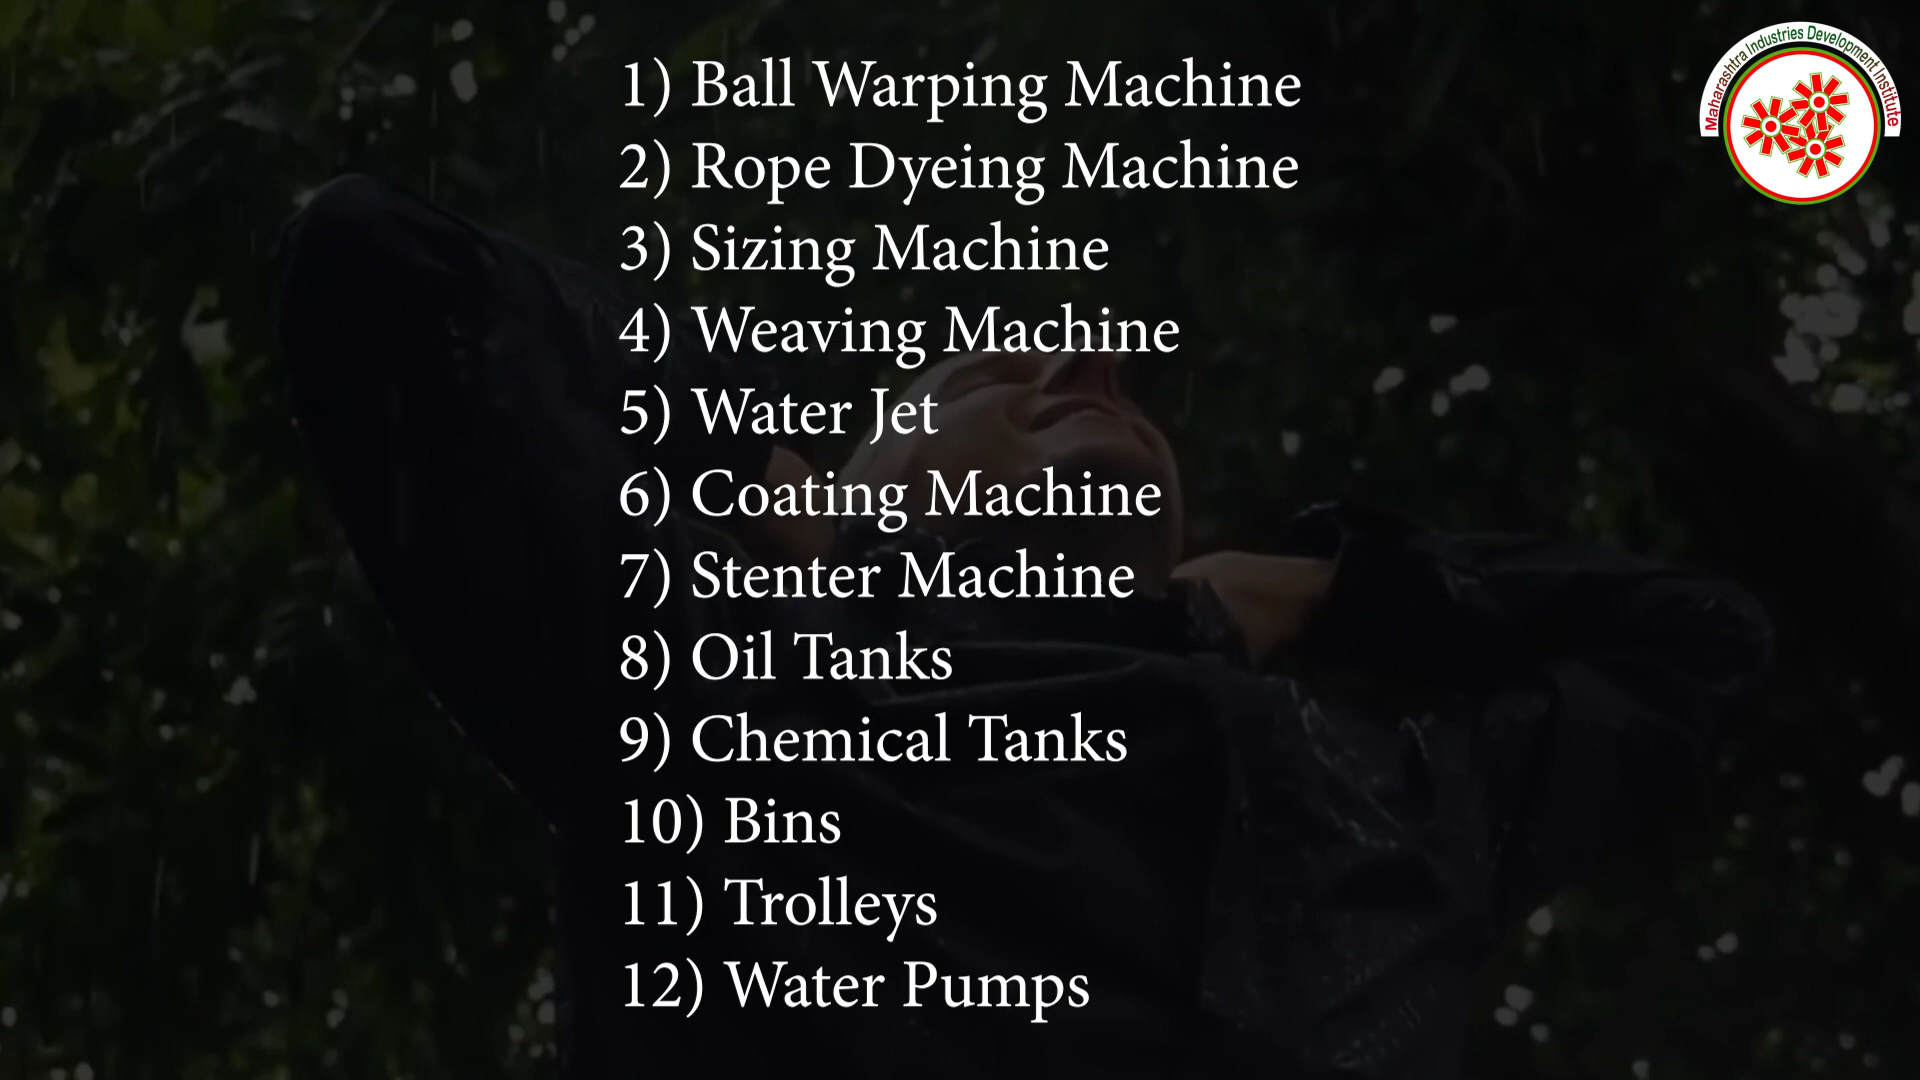 Maharashtra Industries Development Institute
1) Ball Warping Machine
2) Rope Dyeing Machine
3) Sizing Machine
4) Weaving Machine
5) Water Jet
6) Coating Machine
7) Stenter Machine
8) Oil Tanks
9) Chemical Tanks
10) Bins
11) Trolleys
12) Water Pumps